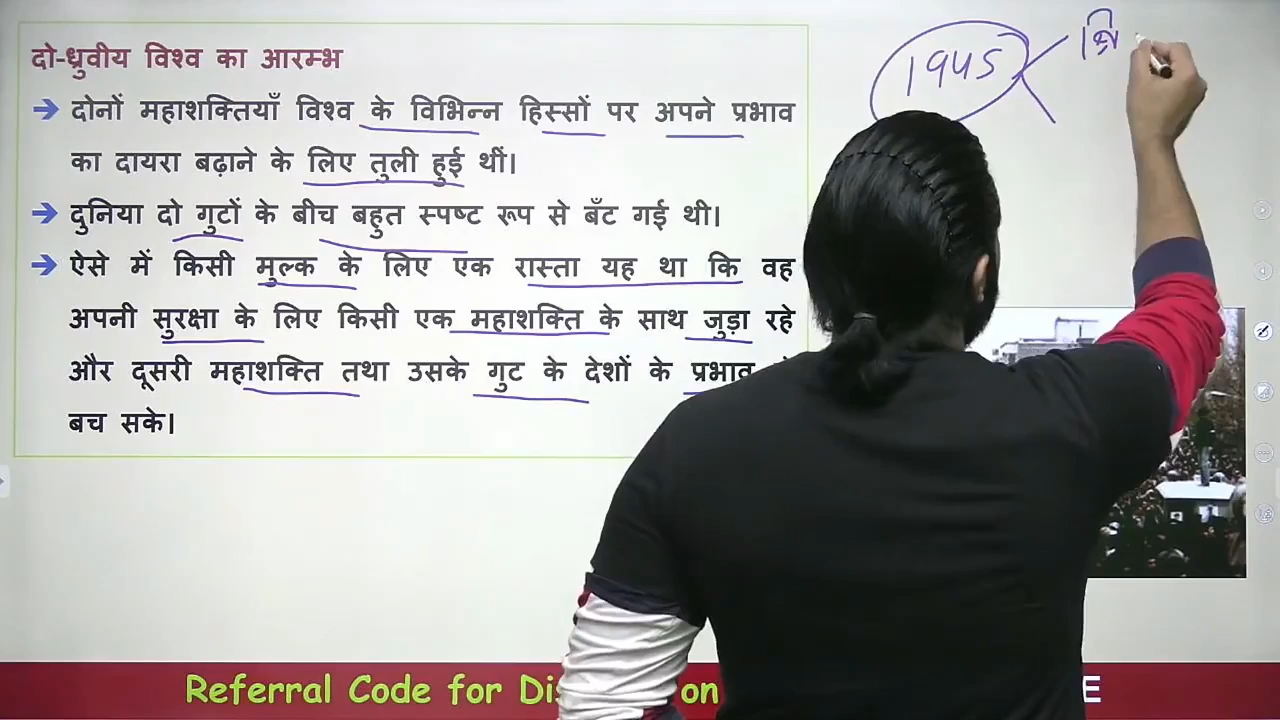 दो-ध्रुवीय विश्व का आरम्भ
1945
→ दोनों महाशक्तियाँ विश्व के विभिन्न हिस्सों पर अपने प्रभाव
का दायरा बढ़ाने के लिए तुली हुई थीं।
→ दुनिया दो गुटों के बीच बहुत स्पष्ट रूप से बँट गई थी।
→ ऐसे में किसी मुल्क के लिए एक रास्ता यह था कि वह
अपनी सुरक्षा के लिए किसी एक महाशक्ति के साथ जुड़ा रहे
और दूसरी महाशक्ति तथा उसके गुट के देशों के प्रभाव
बच सके।
Referral Code for Dis on